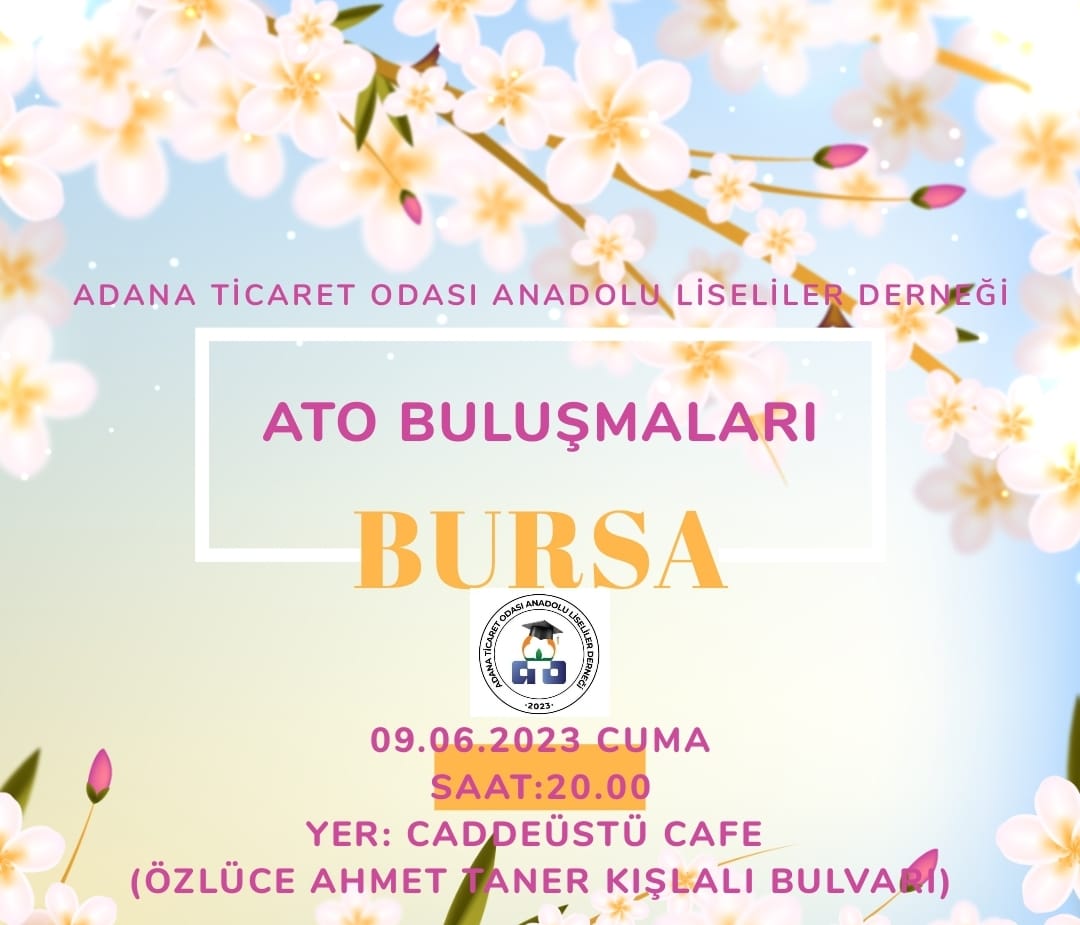 ADANA TİCARET ODASI ANADOLU LİSELİLER DERNEĞİ
ATO BULUŞMALARI
BURSA
ADANA TİCARET ODASI ANADOLU LİSELİLER DERNEĞİ
ATO
·2023·
09.06.2023 CUMA
SAAT:20.00
YER: CADDEÜSTÜ CAFE
(ÖZLÜCE AHMET TANER KIŞLALI BULVARI)